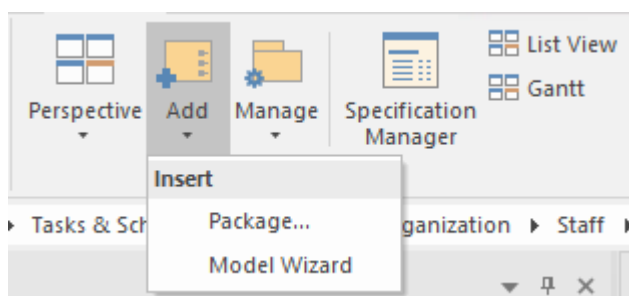 List View
Gantt
Perspective Add Manage Specification Manager
Insert
Package...
Model Wizard
Tasks & Sch ganization Staff